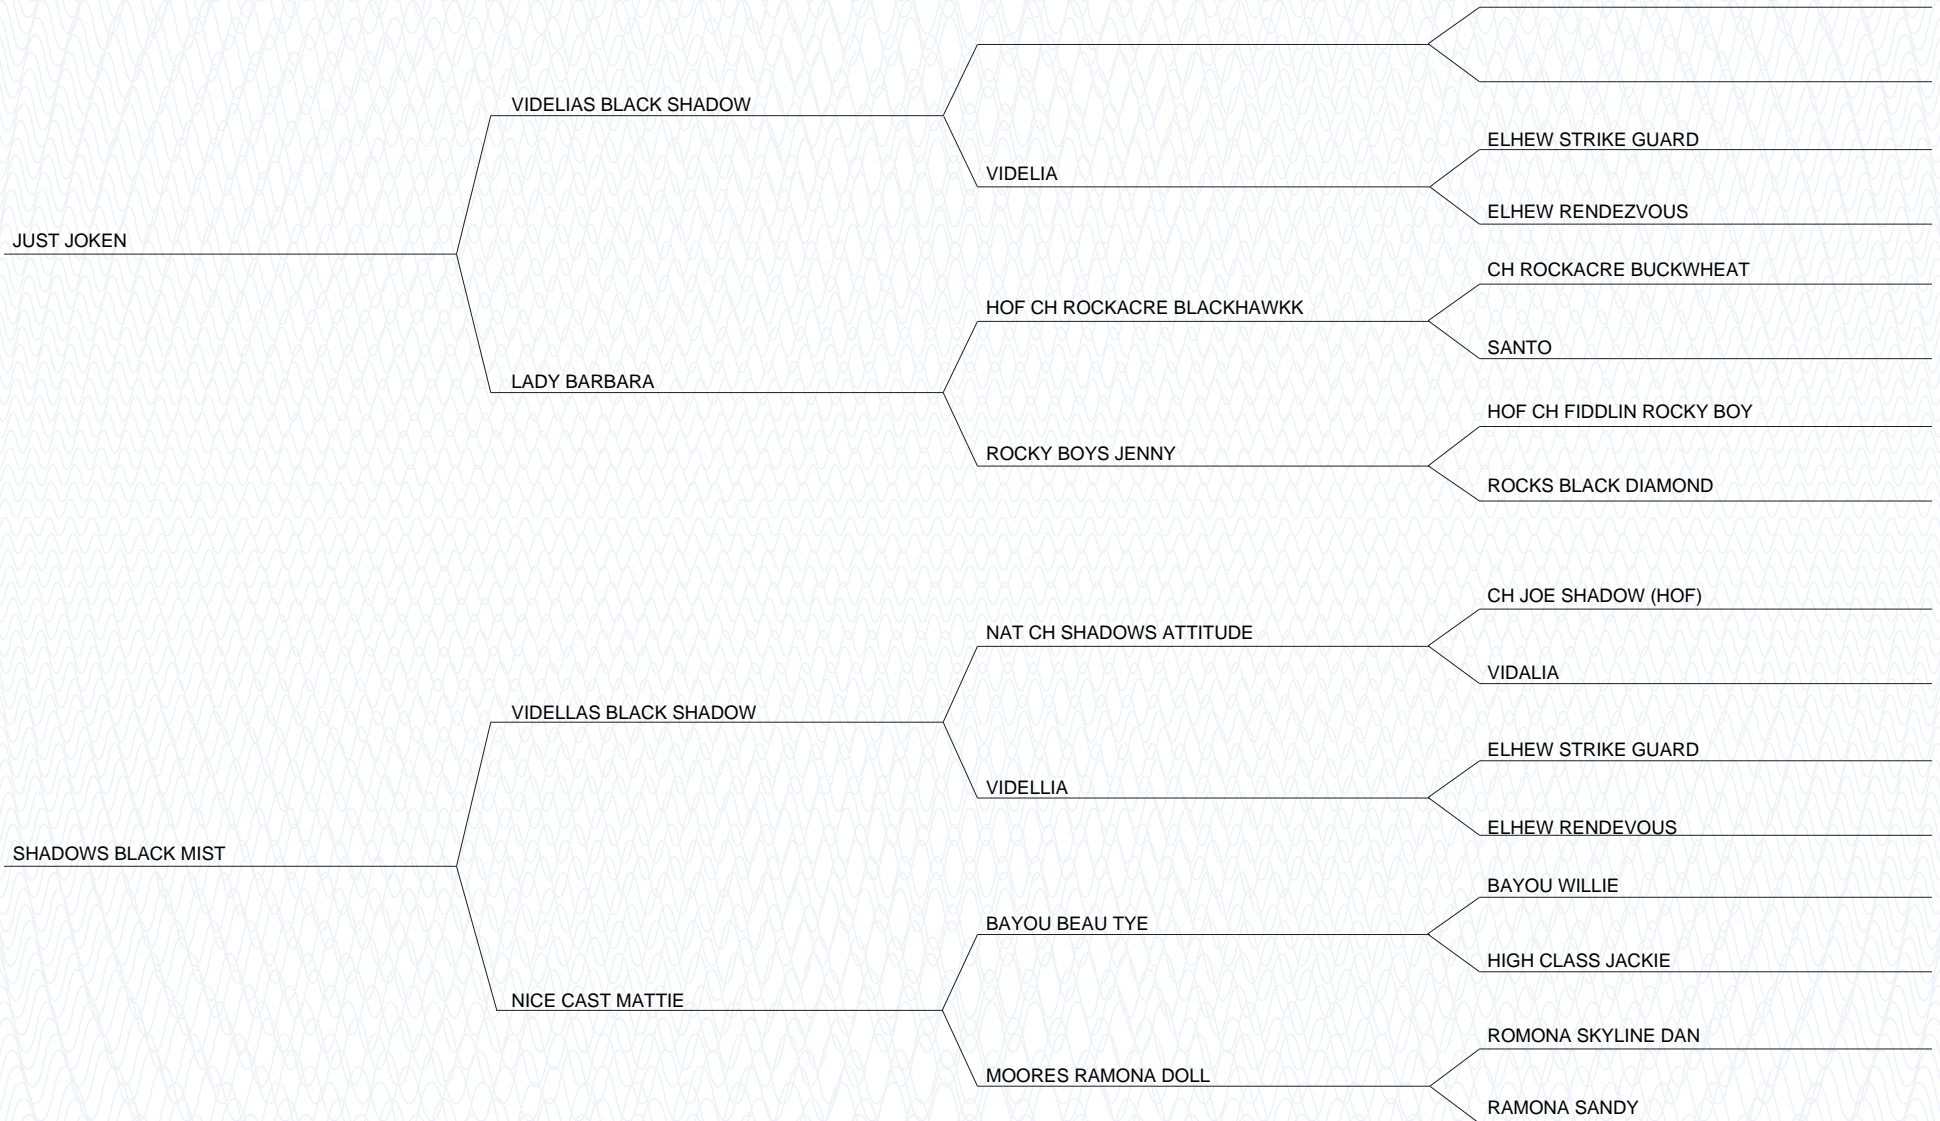 VIDELIAS BLACK SHADOW
ELHEW STRIKE GUARD
VIDELIA
ELHEW RENDEZVOUS
JUST JOKEN
CH ROCKACRE BUCKWHEAT
HOF CH ROCKACRE BLACKHAWKK
SANTO
LADY BARBARA
HOF CH FIDDLIN ROCKY BOY
ROCKY BOYS JENNY
ROCKS BLACK DIAMOND
CH JOE SHADOW (HOF)
NAT CH SHADOWS ATTITUDE
VIDALIA
VIDELLAS BLACK SHADOW
ELHEW STRIKE GUARD
VIDELLIA
ELHEW RENDEVOUS
SHADOWS BLACK MIST
BAYOU WILLIE
BAYOU BEAU TYE
HIGH CLASS JACKIE
NICE CAST MATTIE
ROMONA SKYLINE DAN
MOORES RAMONA DOLL
RAMONA SANDY